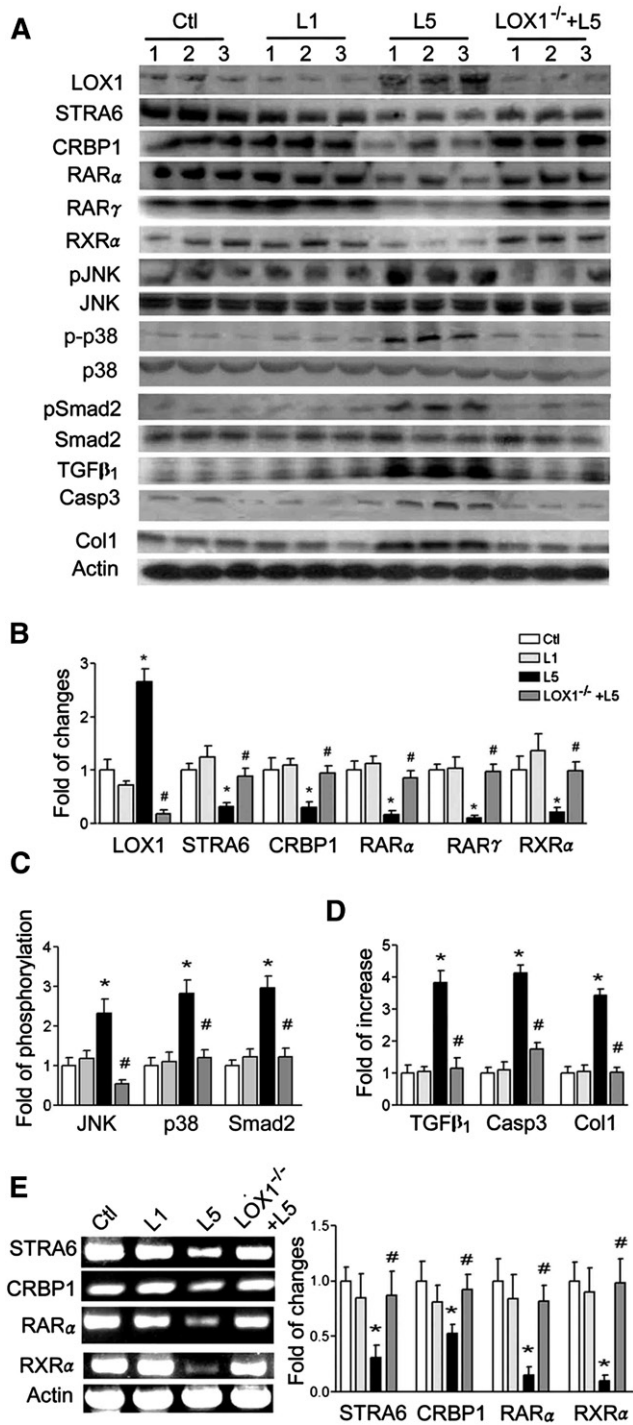 A
Ctl L1 L5 LOX1-/-+L5
1 2 3 1 2 3 1 2 3 1 2 3
LOX1
STRA6
CRBP1
RARα
RARγ
RXRα
pJNK
JNK
p-p38
p38
pSmad2
Smad2
TGFβ1
Casp3
Col1
Actin
B
Ctl
L1
L5
LOX1-/- +L5
Fold of changes
3
2
1
0
* # * # * # * # * # * #
LOX1 STRA6 CRBP1 RARα RARγ RXRα
C
Fold of phosphorylation
4
3
2
1
0
* # * # * #
JNK p38 Smad2
D
Fold of increase
6
5
4
3
2
1
0
* # * # * #
TGFβ1 Casp3 Col1
E
Ctl L1 L5 LOX1-/- +L5
STRA6
CRBP1
RARα
RXRα
Actin
Fold of changes
1.5
1.0
0.5
0
* # * # * # * #
STRA6 CRBP1 RARα RXRα